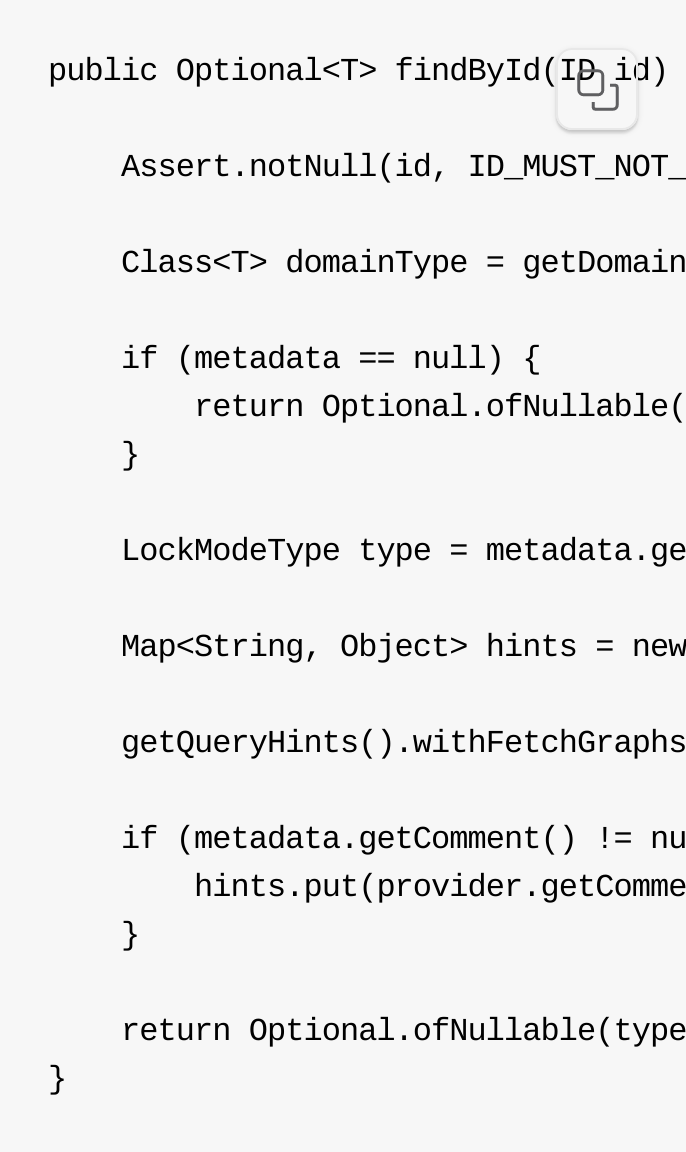 public Optional<T> findById(ID id)
Assert.notNull(id, ID_MUST_NOT_
Class<T> domainType = getDomain
if (metadata == null) {
return Optional.ofNullable(
}
LockModeType type = metadata.ge
Map<String, Object> hints = new
getQueryHints().withFetchGraphs
if (metadata.getComment() != nu
hints.put(provider.getComme
}
return Optional.ofNullable(type
}